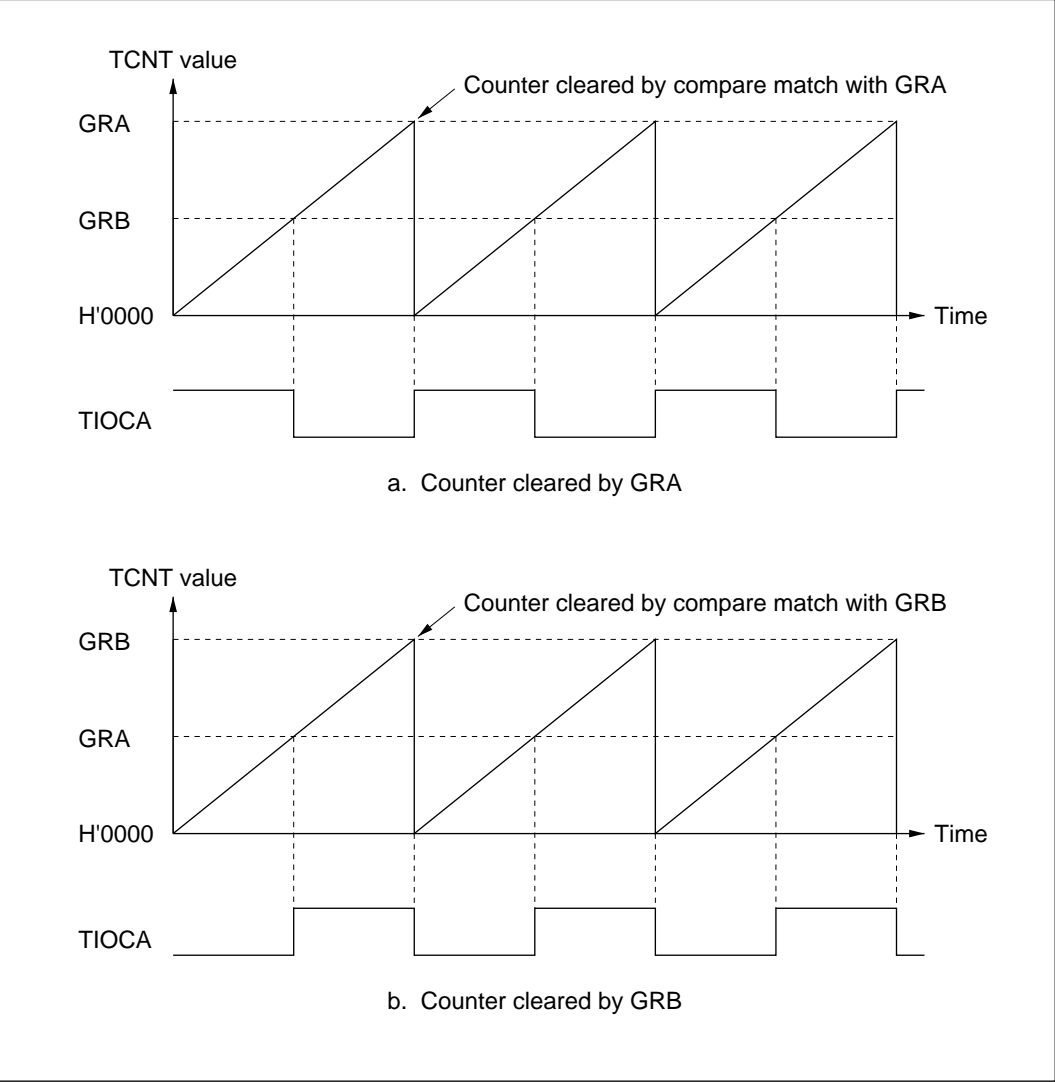 TCNT value
Counter cleared by compare match with GRA
GRA
GRB
H'0000
Time
TIOCA
a. Counter cleared by GRA
TCNT value
Counter cleared by compare match with GRB
GRB
GRA
H'0000
Time
TIOCA
b. Counter cleared by GRB